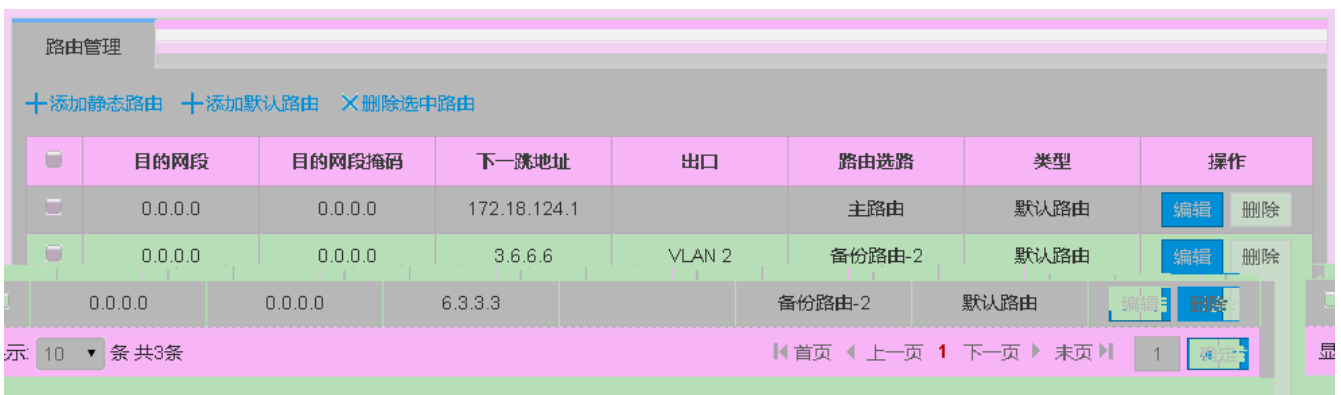 路由管理
添加静态路由 添加默认路由 删除选中路由
目的网段 目的网段掩码 下一跳地址 出口 路由选路 类型 操作
0.0.0.0 0.0.0.0 172.18.124.1 主路由 默认路由 编辑 删除
0.0.0.0 0.0.0.0 3.6.6.6 VLAN 2 备份路由-2 默认路由 编辑 删除
0.0.0.0 0.0.0.0 6.3.3.3 备份路由-2 默认路由 编辑 删除
示: 10 条 共3条 首页 上一页 1 下一页 末页 1 确定 显